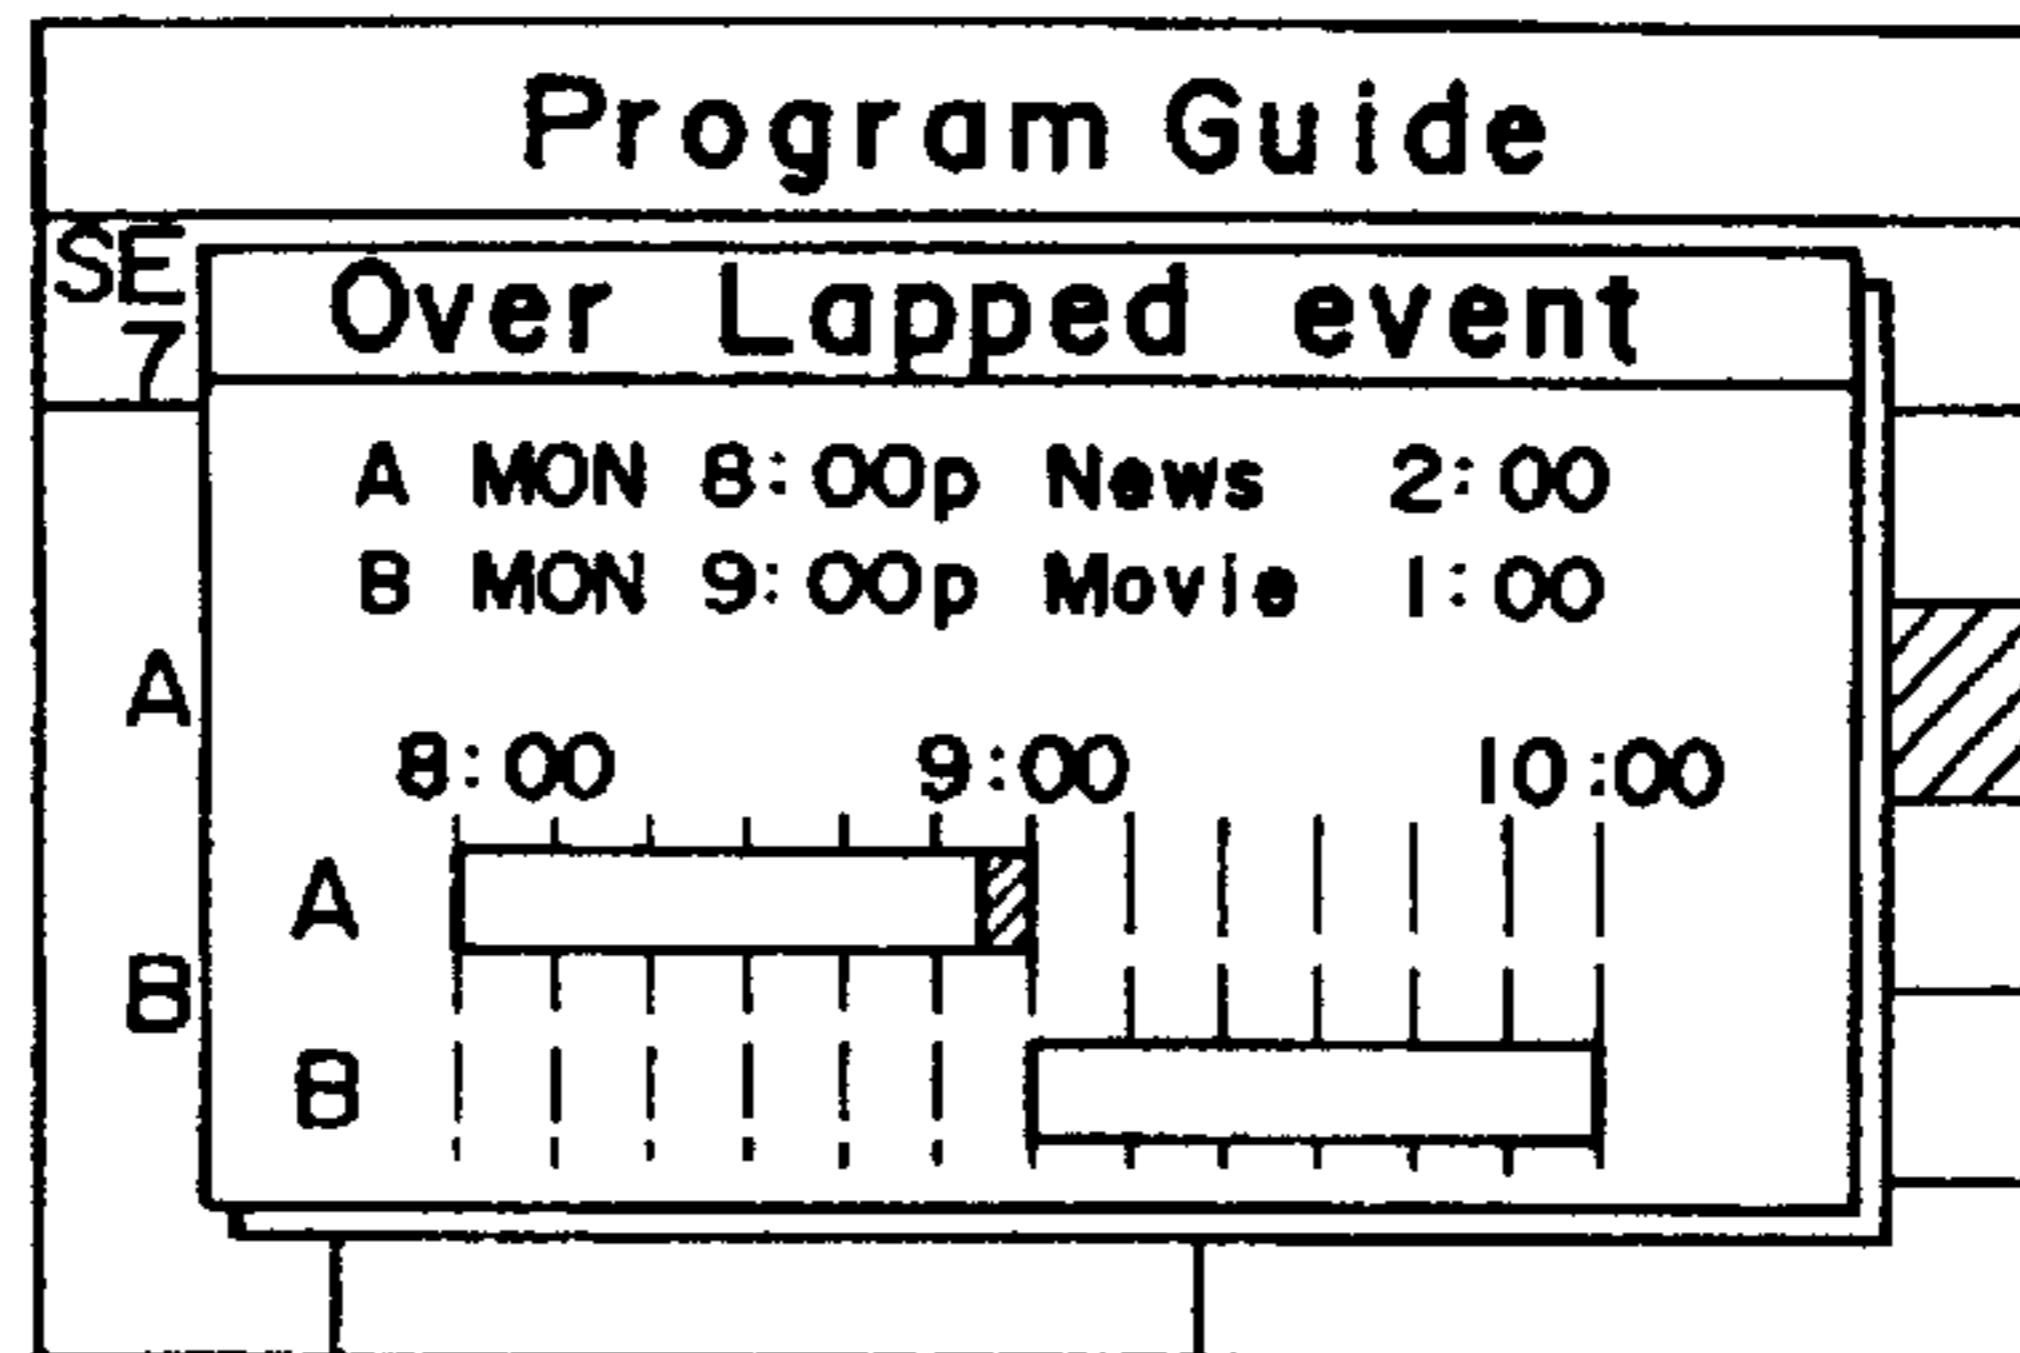 Program Guide
SE
7
Over Lapped event
A MON 8:00p News 2:00
B MON 9:00p Movie 1:00
A
8:00 9:00 10:00
A
B
B